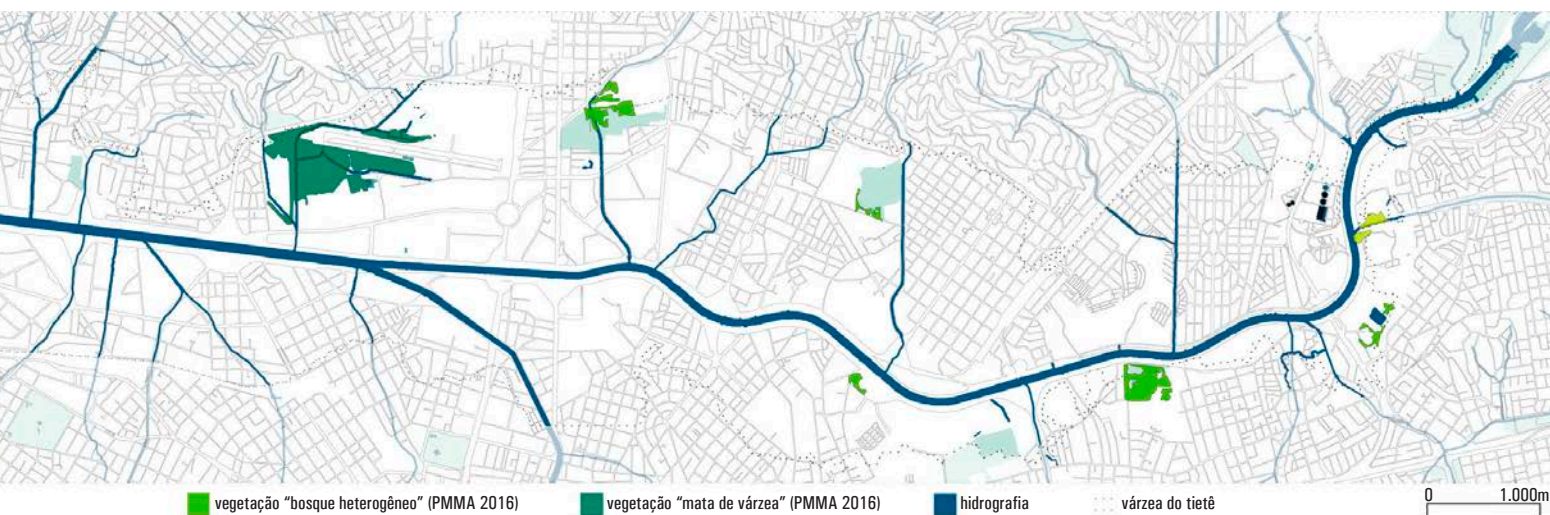 vegetação “bosque heterogêneo” (PMMA 2016) vegetação “mata de várzea” (PMMA 2016) hidrografia várzea do tietê 0 1.000m